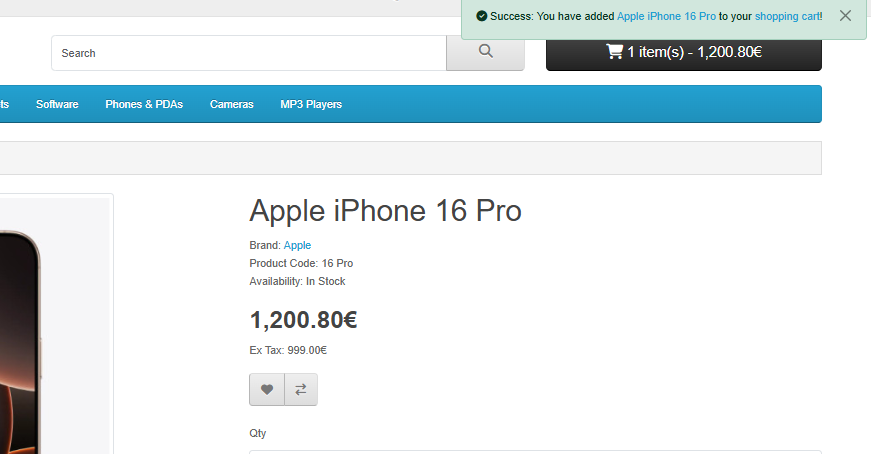 Success: You have added Apple iPhone 16 Pro to your shopping cart!
Search
1 item(s) - 1,200.80€
ts Software Phones & PDAs Cameras MP3 Players
Apple iPhone 16 Pro
Brand: Apple
Product Code: 16 Pro
Availability: In Stock
1,200.80€
Ex Tax: 999.00€
Qty